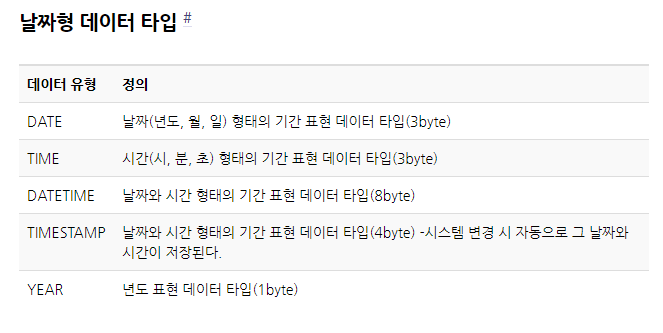 날짜형 데이터 타입 #
데이터 유형 정의
DATE 날짜(년도, 월, 일) 형태의 기간 표현 데이터 타입(3byte)
TIME 시간(시, 분, 초) 형태의 기간 표현 데이터 타입(3byte)
DATETIME 날짜와 시간 형태의 기간 표현 데이터 타입(8byte)
TIMESTAMP 날짜와 시간 형태의 기간 표현 데이터 타입(4byte) -시스템 변경 시 자동으로 그 날짜와
시간이 저장된다.
YEAR 년도 표현 데이터 타입(1byte)